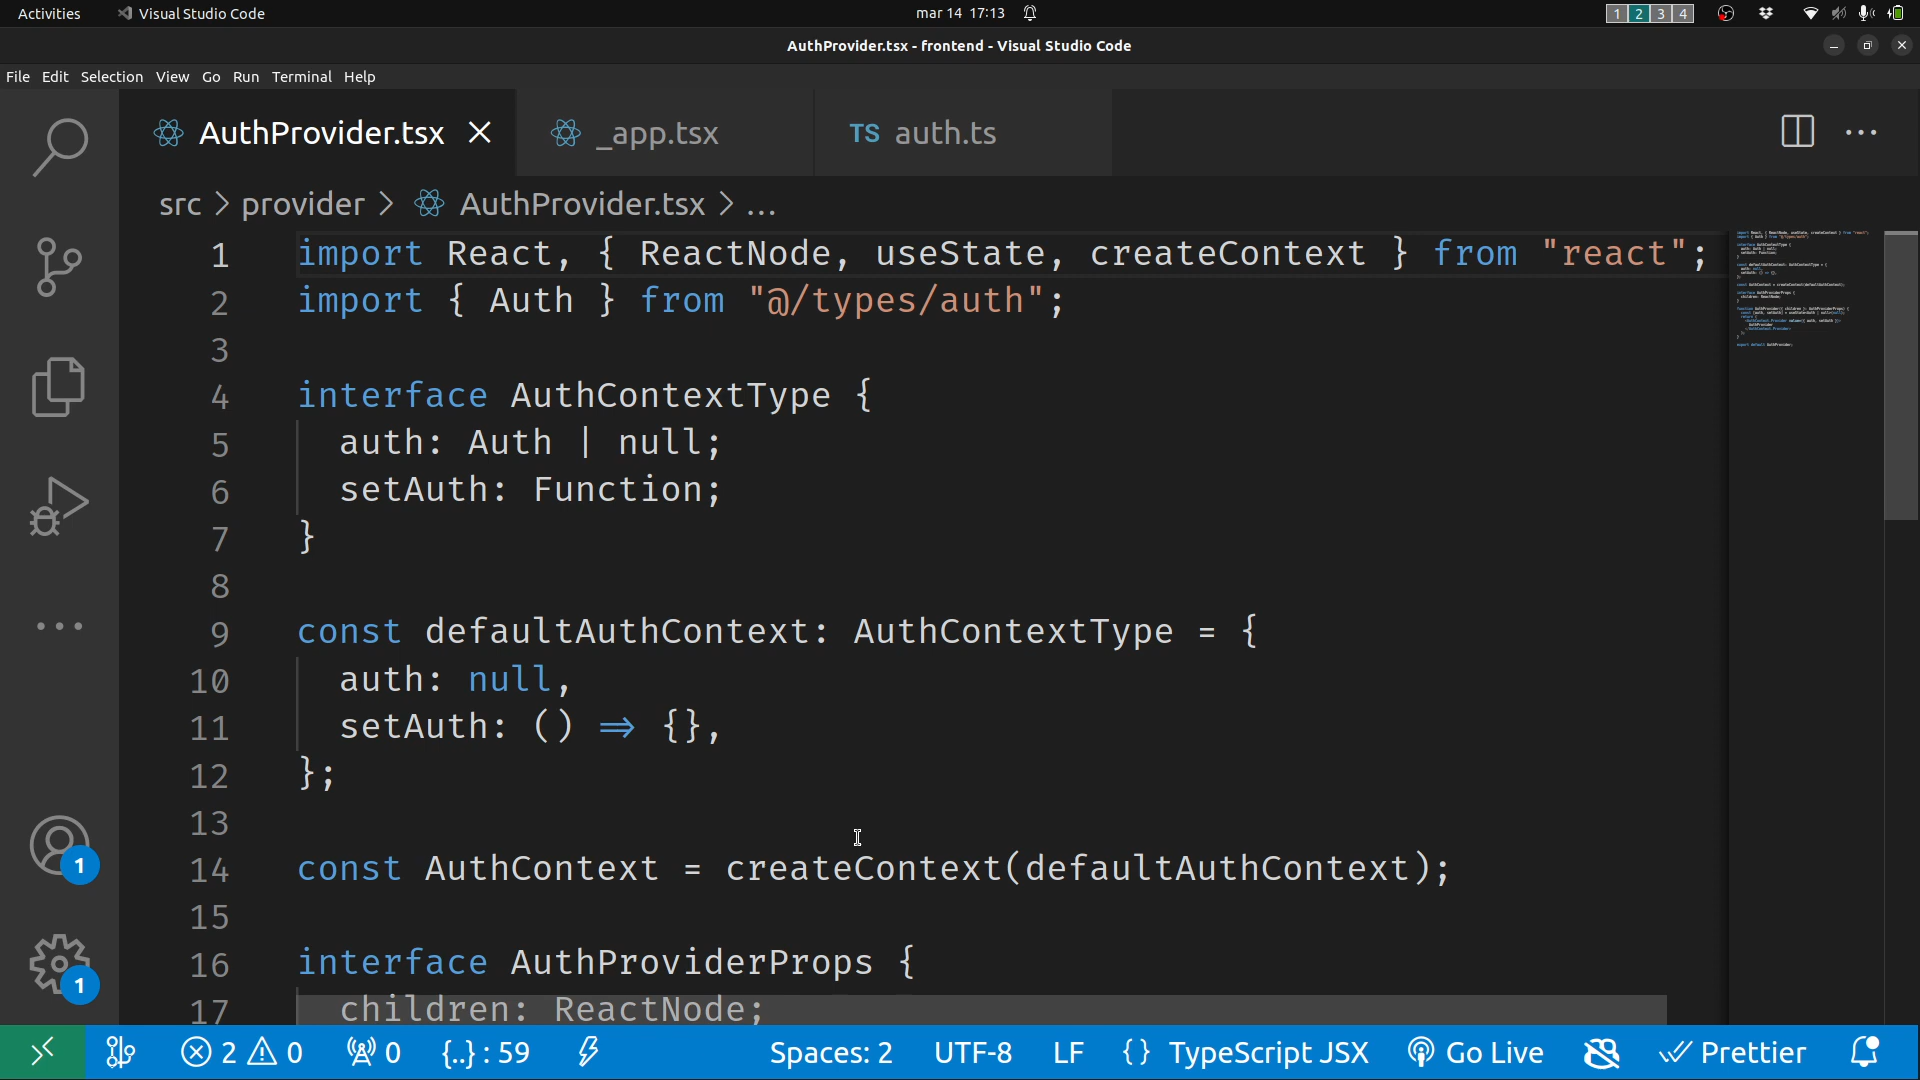 Activities Visual Studio Code mar 14 17:13 1 2 3 4
AuthProvider.tsx - frontend - Visual Studio Code
File Edit Selection View Go Run Terminal Help
AuthProvider.tsx _app.tsx TS auth.ts
src > provider > AuthProvider.tsx > ...
1 import React, { ReactNode, useState, createContext } from "react";
2 import { Auth } from "@/types/auth";
3
4 interface AuthContextType {
5 auth: Auth | null;
6 setAuth: Function;
7 }
8
9 const defaultAuthContext: AuthContextType = {
10 auth: null,
11 setAuth: () => {},
12 };
13
14 const AuthContext = createContext(defaultAuthContext);
15
16 interface AuthProviderProps {
17 children: ReactNode;
1
1
2 0 0 {..} : 59 Spaces: 2 UTF-8 LF {} TypeScript JSX Go Live Prettier